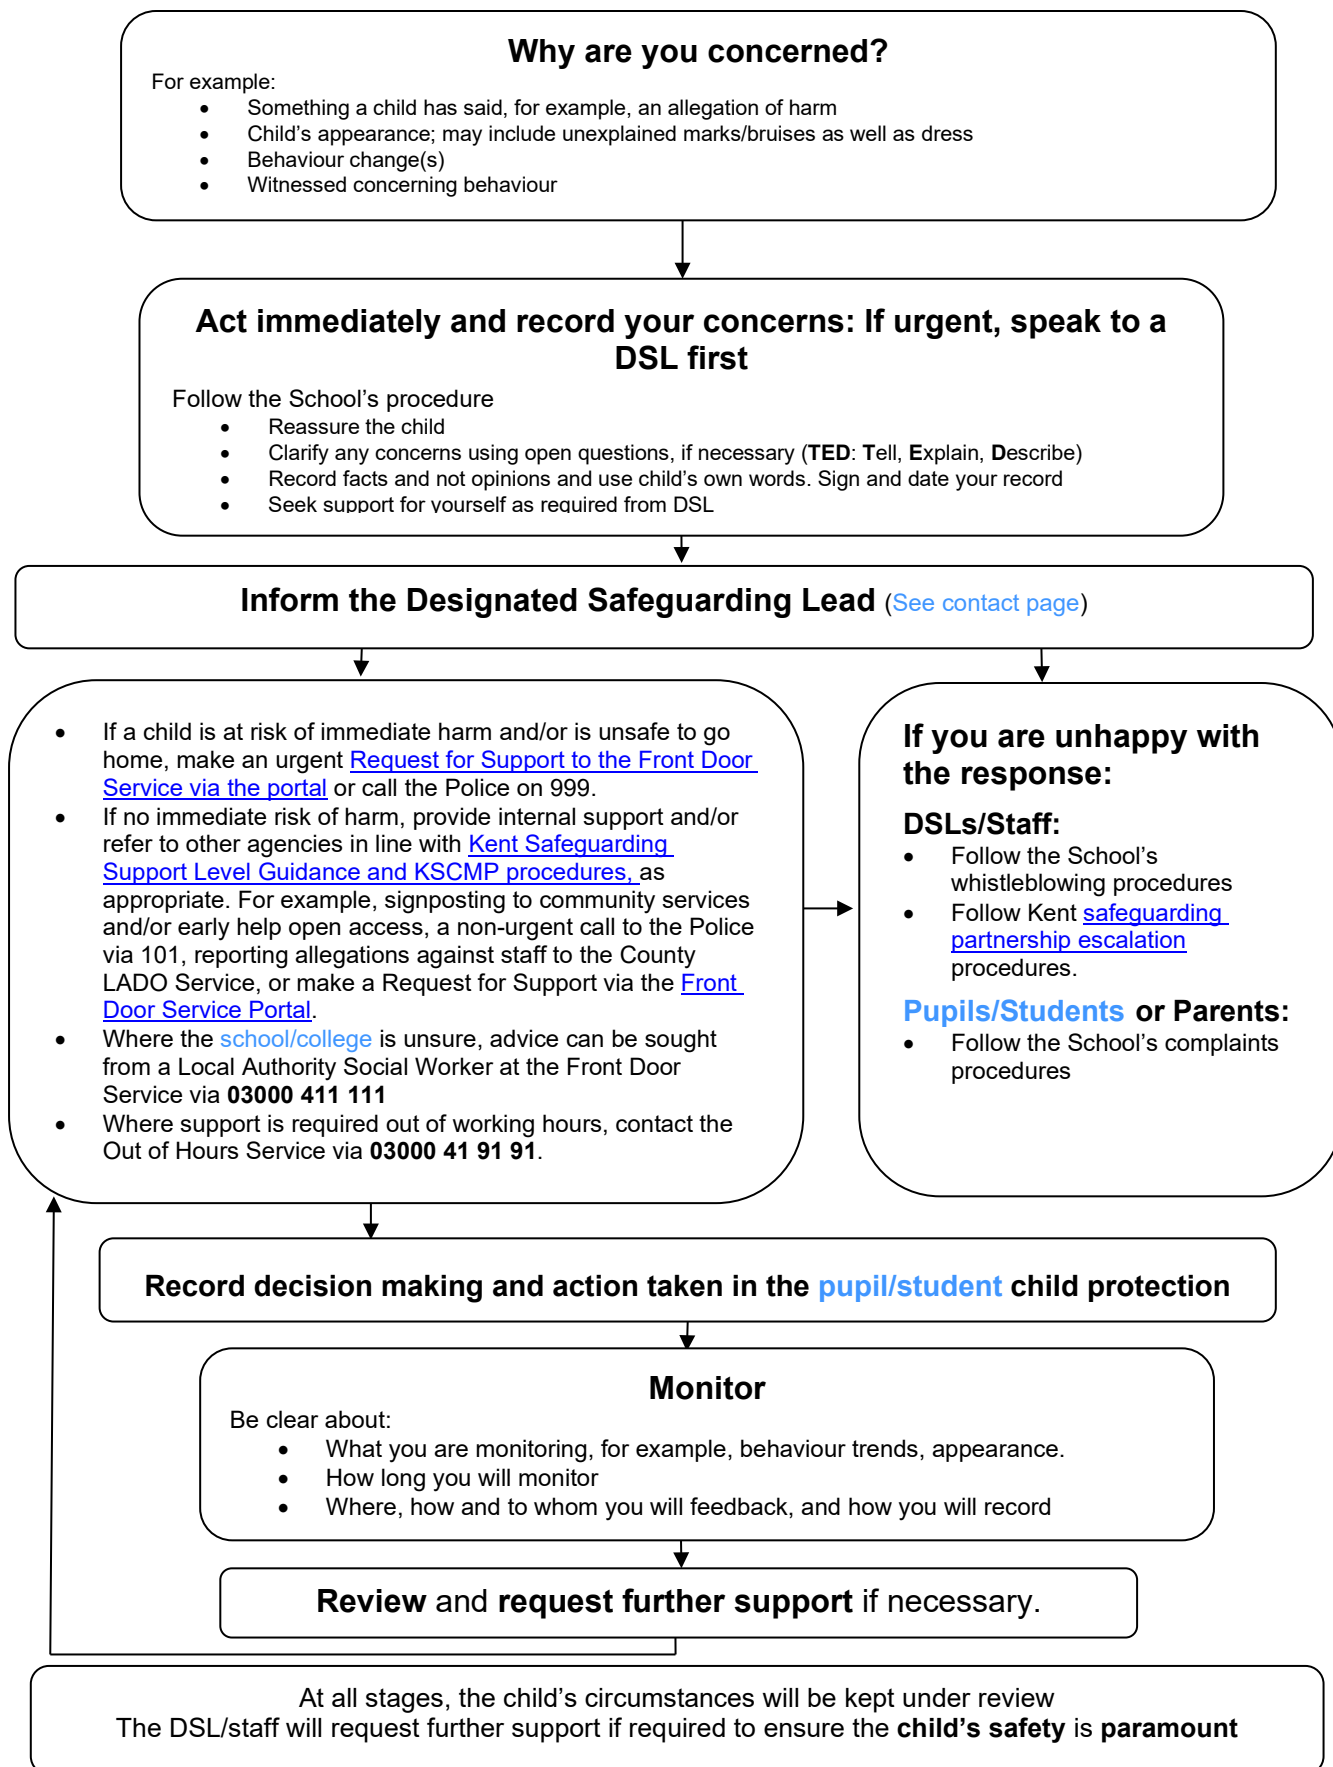 Why are you concerned?
For example:
• Something a child has said, for example, an allegation of harm
• Child’s appearance; may include unexplained marks/bruises as well as dress
• Behaviour change(s)
• Witnessed concerning behaviour
Act immediately and record your concerns: If urgent, speak to a
DSL first
Follow the School’s procedure
• Reassure the child
• Clarify any concerns using open questions, if necessary (TED: Tell, Explain, Describe)
• Record facts and not opinions and use child’s own words. Sign and date your record
• Seek support for yourself as required from DSL
Inform the Designated Safeguarding Lead (See contact page)
• If a child is at risk of immediate harm and/or is unsafe to go
home, make an urgent Request for Support to the Front Door
Service via the portal or call the Police on 999.
• If no immediate risk of harm, provide internal support and/or
refer to other agencies in line with Kent Safeguarding
Support Level Guidance and KSCMP procedures, as
appropriate. For example, signposting to community services
and/or early help open access, a non-urgent call to the Police
via 101, reporting allegations against staff to the County
LADO Service, or make a Request for Support via the Front
Door Service Portal.
• Where the school/college is unsure, advice can be sought
from a Local Authority Social Worker at the Front Door
Service via 03000 411 111
• Where support is required out of working hours, contact the
Out of Hours Service via 03000 41 91 91.
If you are unhappy with
the response:
DSLs/Staff:
• Follow the School’s
whistleblowing procedures
• Follow Kent safeguarding
partnership escalation
procedures.
Pupils/Students or Parents:
• Follow the School’s complaints
procedures
Record decision making and action taken in the pupil/student child protection
Monitor
Be clear about:
• What you are monitoring, for example, behaviour trends, appearance.
• How long you will monitor
• Where, how and to whom you will feedback, and how you will record
Review and request further support if necessary.
At all stages, the child’s circumstances will be kept under review
The DSL/staff will request further support if required to ensure the child’s safety is paramount